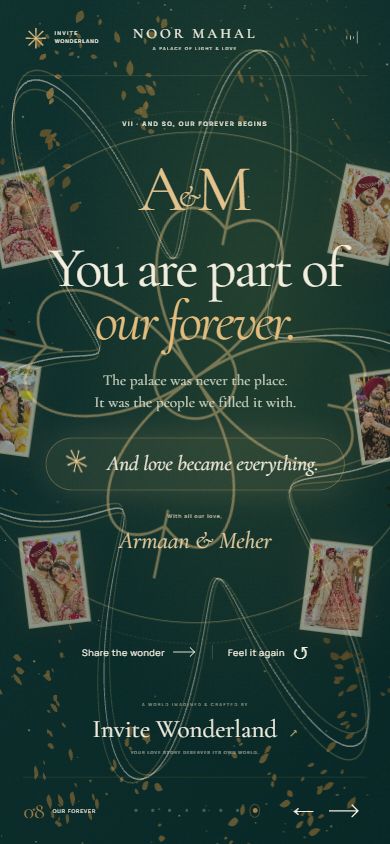 INVITE
WONDERLAND
NOOR MAHAL
A PALACE OF LIGHT & LOVE
VII · AND SO, OUR FOREVER BEGINS
A&M
You are part of
our forever.
The palace was never the place.
It was the people we filled it with.
And love became everything.
With all our love,
Armaan & Meher
Share the wonder → | Feel it again ↺
A WORLD IMAGINED & CRAFTED BY
Invite Wonderland ↗
YOUR LOVE STORY DESERVES ITS OWN WORLD.
08 OUR FOREVER ← →